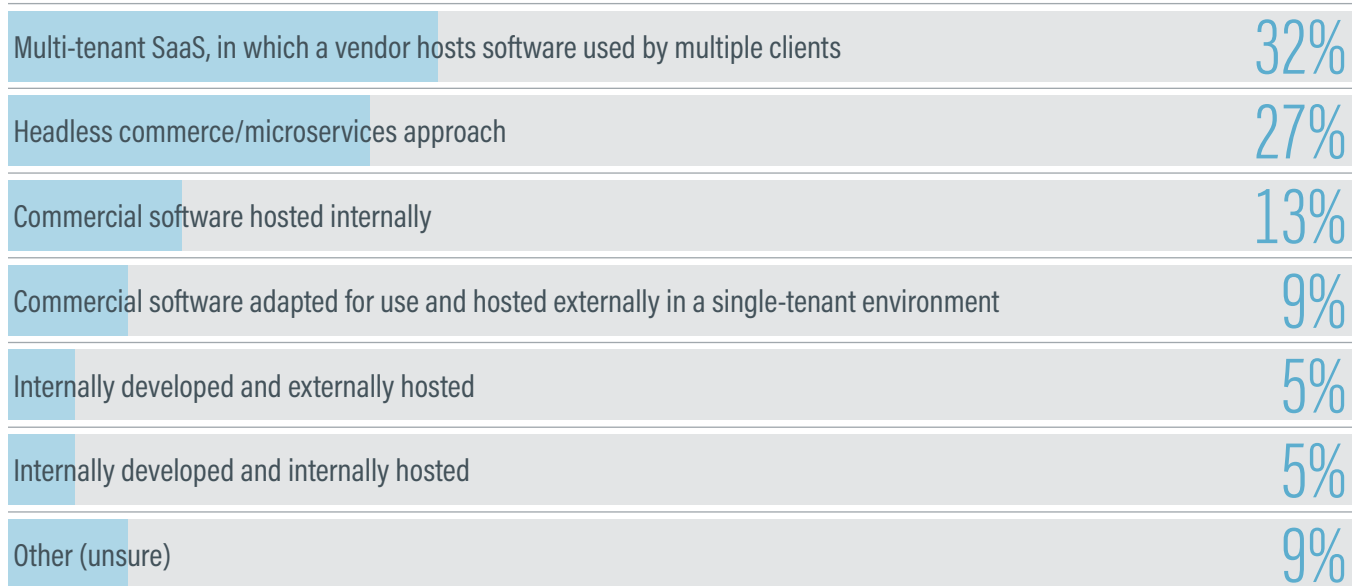 Multi-tenant SaaS, in which a vendor hosts software used by multiple clients 32%
Headless commerce/microservices approach 27%
Commercial software hosted internally 13%
Commercial software adapted for use and hosted externally in a single-tenant environment 9%
Internally developed and externally hosted 5%
Internally developed and internally hosted 5%
Other (unsure) 9%